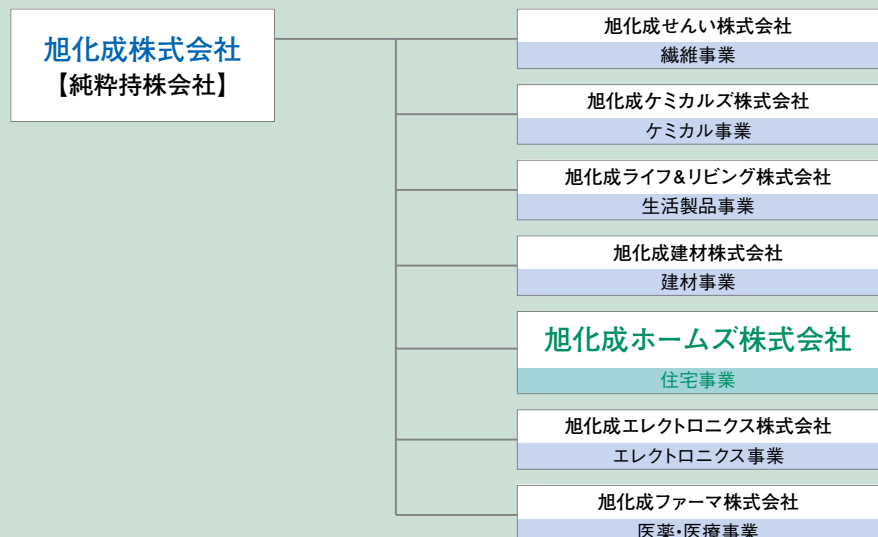 旭化成株式会社
【純粋持株会社】
旭化成せんい株式会社
繊維事業
旭化成ケミカルズ株式会社
ケミカル事業
旭化成ライフ&リビング株式会社
生活製品事業
旭化成建材株式会社
建材事業
旭化成ホームズ株式会社
住宅事業
旭化成エレクトロニクス株式会社
エレクトロニクス事業
旭化成ファーマ株式会社
医薬・医療事業